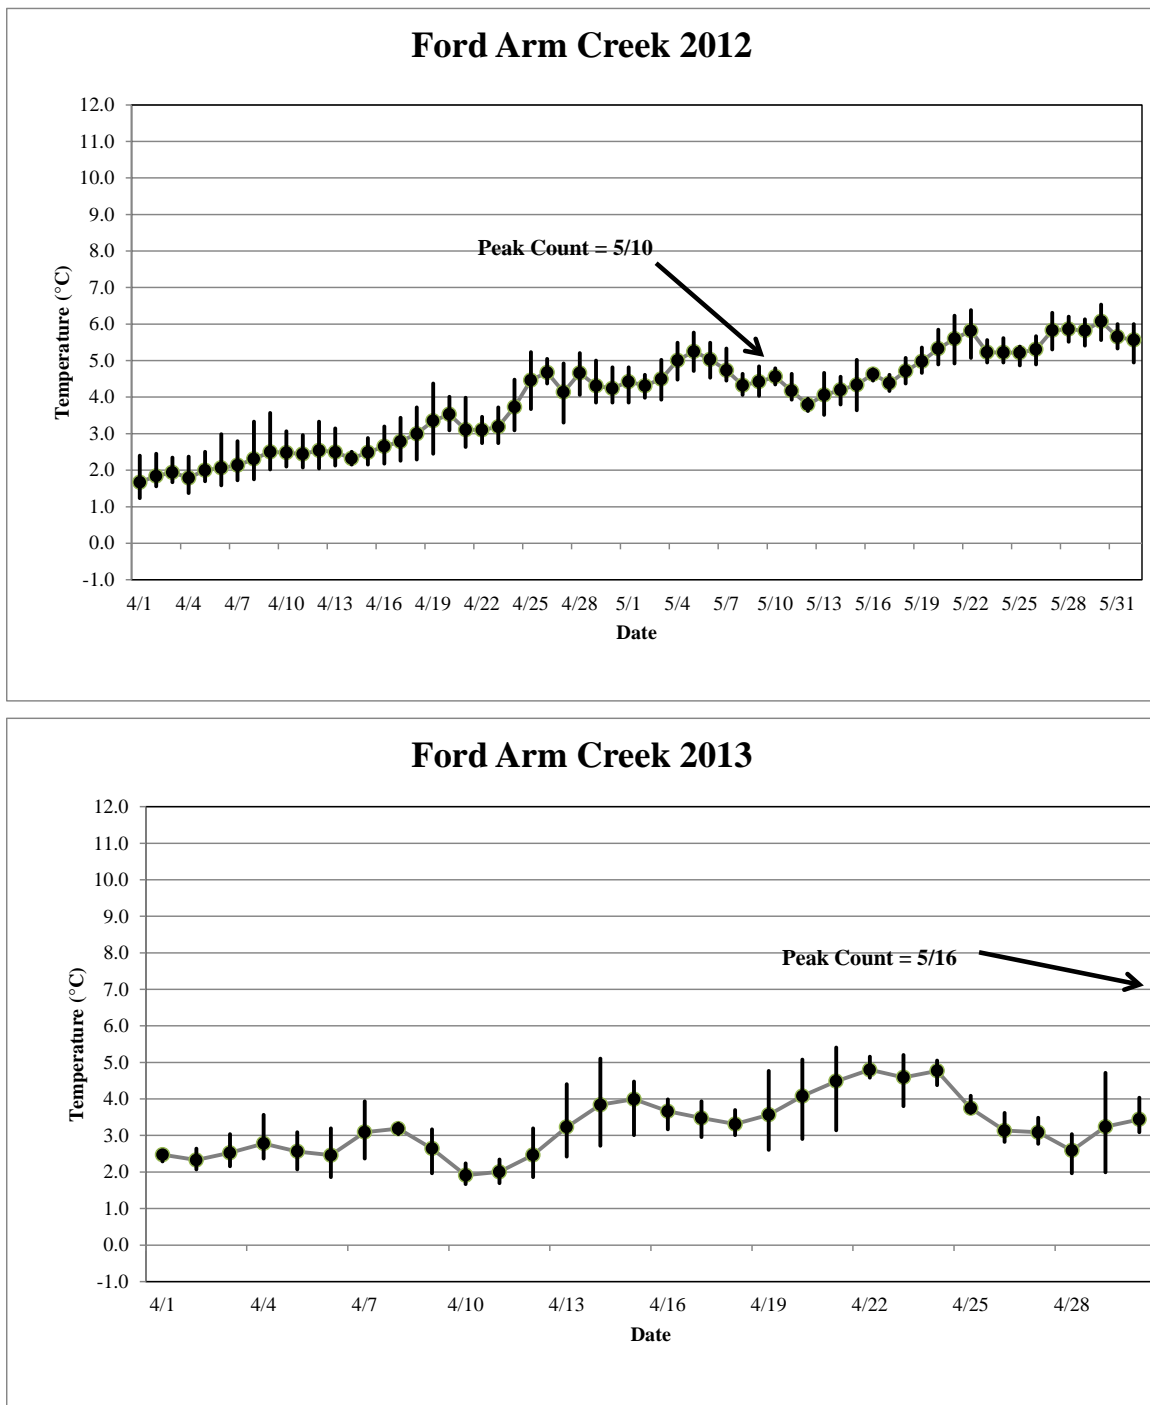 Ford Arm Creek 2012
12.0
11.0
10.0
9.0
8.0
7.0
6.0
5.0
4.0
3.0
2.0
1.0
0.0
-1.0
Temperature (°C)
Peak Count = 5/10
4/1 4/4 4/7 4/10 4/13 4/16 4/19 4/22 4/25 4/28 5/1 5/4 5/7 5/10 5/13 5/16 5/19 5/22 5/25 5/28 5/31
Date
Ford Arm Creek 2013
12.0
11.0
10.0
9.0
8.0
7.0
6.0
5.0
4.0
3.0
2.0
1.0
0.0
-1.0
Temperature (°C)
Peak Count = 5/16
4/1 4/4 4/7 4/10 4/13 4/16 4/19 4/22 4/25 4/28
Date